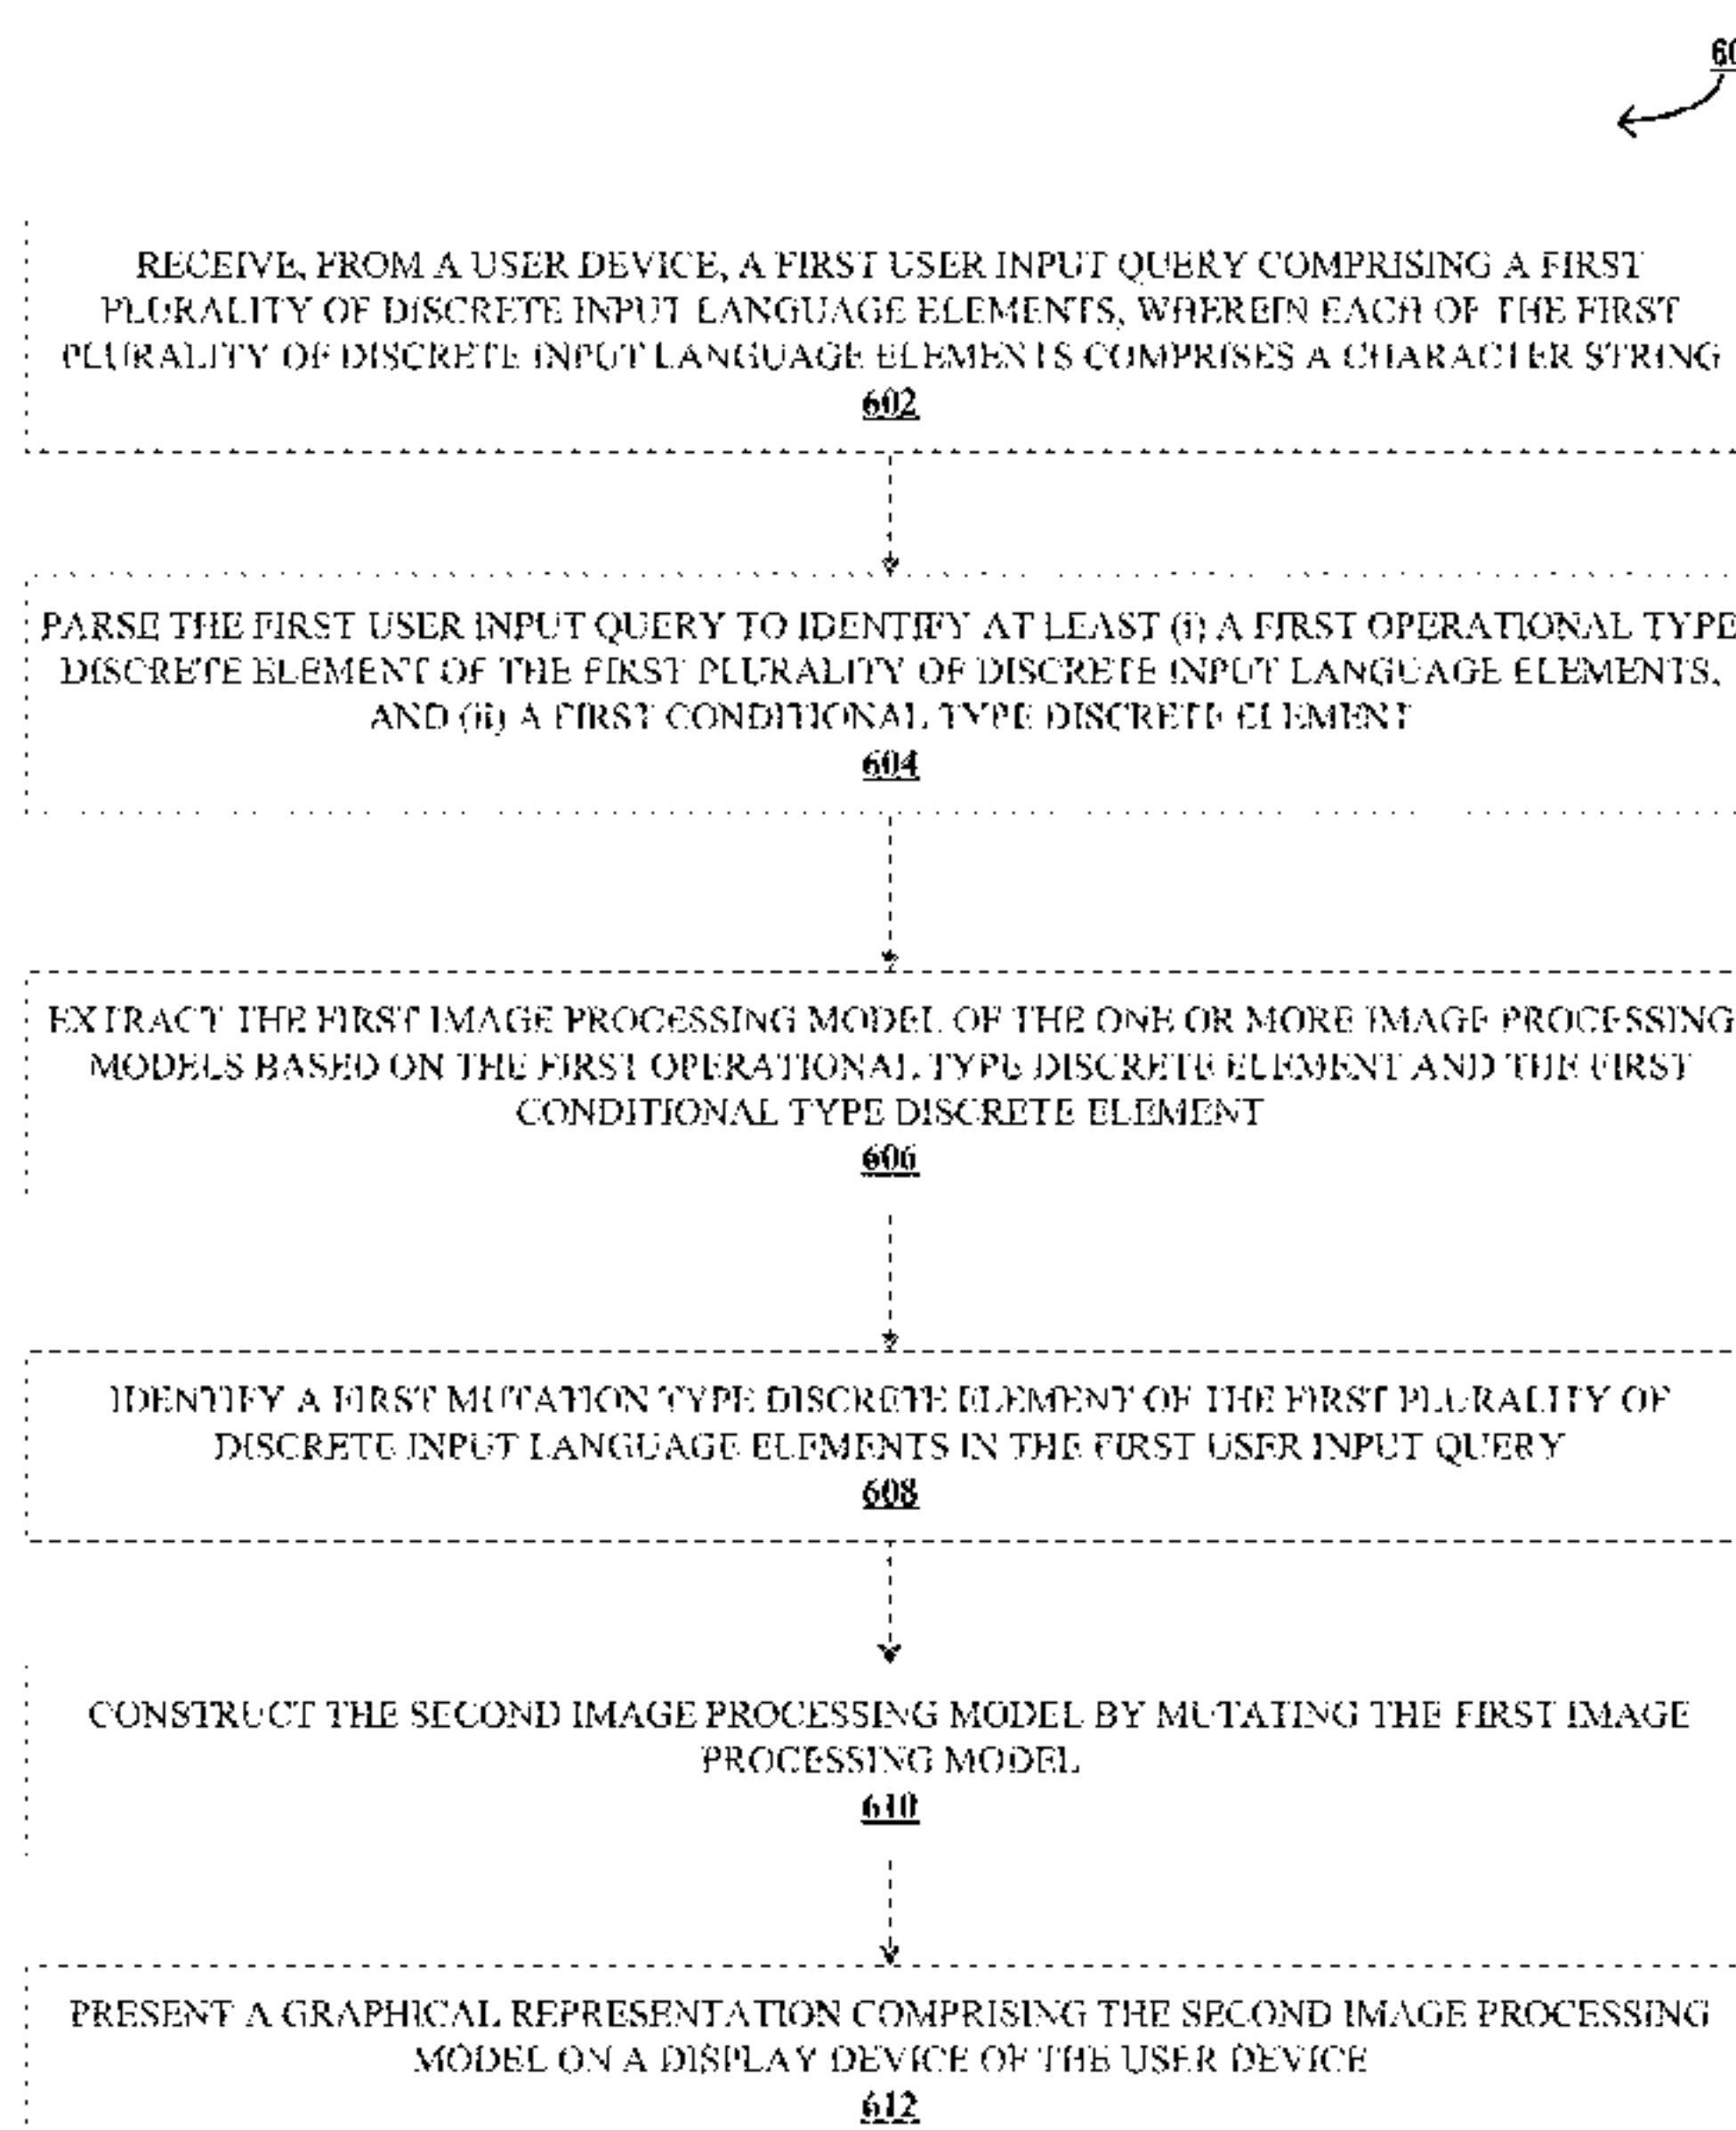 60
RECEIVE, FROM A USER DEVICE, A FIRST USER INPUT QUERY COMPRISING A FIRST
PLURALITY OF DISCRETE INPUT LANGUAGE ELEMENTS, WHEREIN EACH OF THE FIRST
PLURALITY OF DISCRETE INPUT LANGUAGE ELEMENTS COMPRISES A CHARACTER STRING
602
PARSE THE FIRST USER INPUT QUERY TO IDENTIFY AT LEAST (i) A FIRST OPERATIONAL TYPE
DISCRETE ELEMENT OF THE FIRST PLURALITY OF DISCRETE INPUT LANGUAGE ELEMENTS,
AND (ii) A FIRST CONDITIONAL TYPE DISCRETE ELEMENT
604
EXTRACT THE FIRST IMAGE PROCESSING MODEL OF THE ONE OR MORE IMAGE PROCESSING
MODELS BASED ON THE FIRST OPERATIONAL TYPE DISCRETE ELEMENT AND THE FIRST
CONDITIONAL TYPE DISCRETE ELEMENT
606
IDENTIFY A FIRST MUTATION TYPE DISCRETE ELEMENT OF THE FIRST PLURALITY OF
DISCRETE INPUT LANGUAGE ELEMENTS IN THE FIRST USER INPUT QUERY
608
CONSTRUCT THE SECOND IMAGE PROCESSING MODEL BY MUTATING THE FIRST IMAGE
PROCESSING MODEL
610
PRESENT A GRAPHICAL REPRESENTATION COMPRISING THE SECOND IMAGE PROCESSING
MODEL ON A DISPLAY DEVICE OF THE USER DEVICE
612